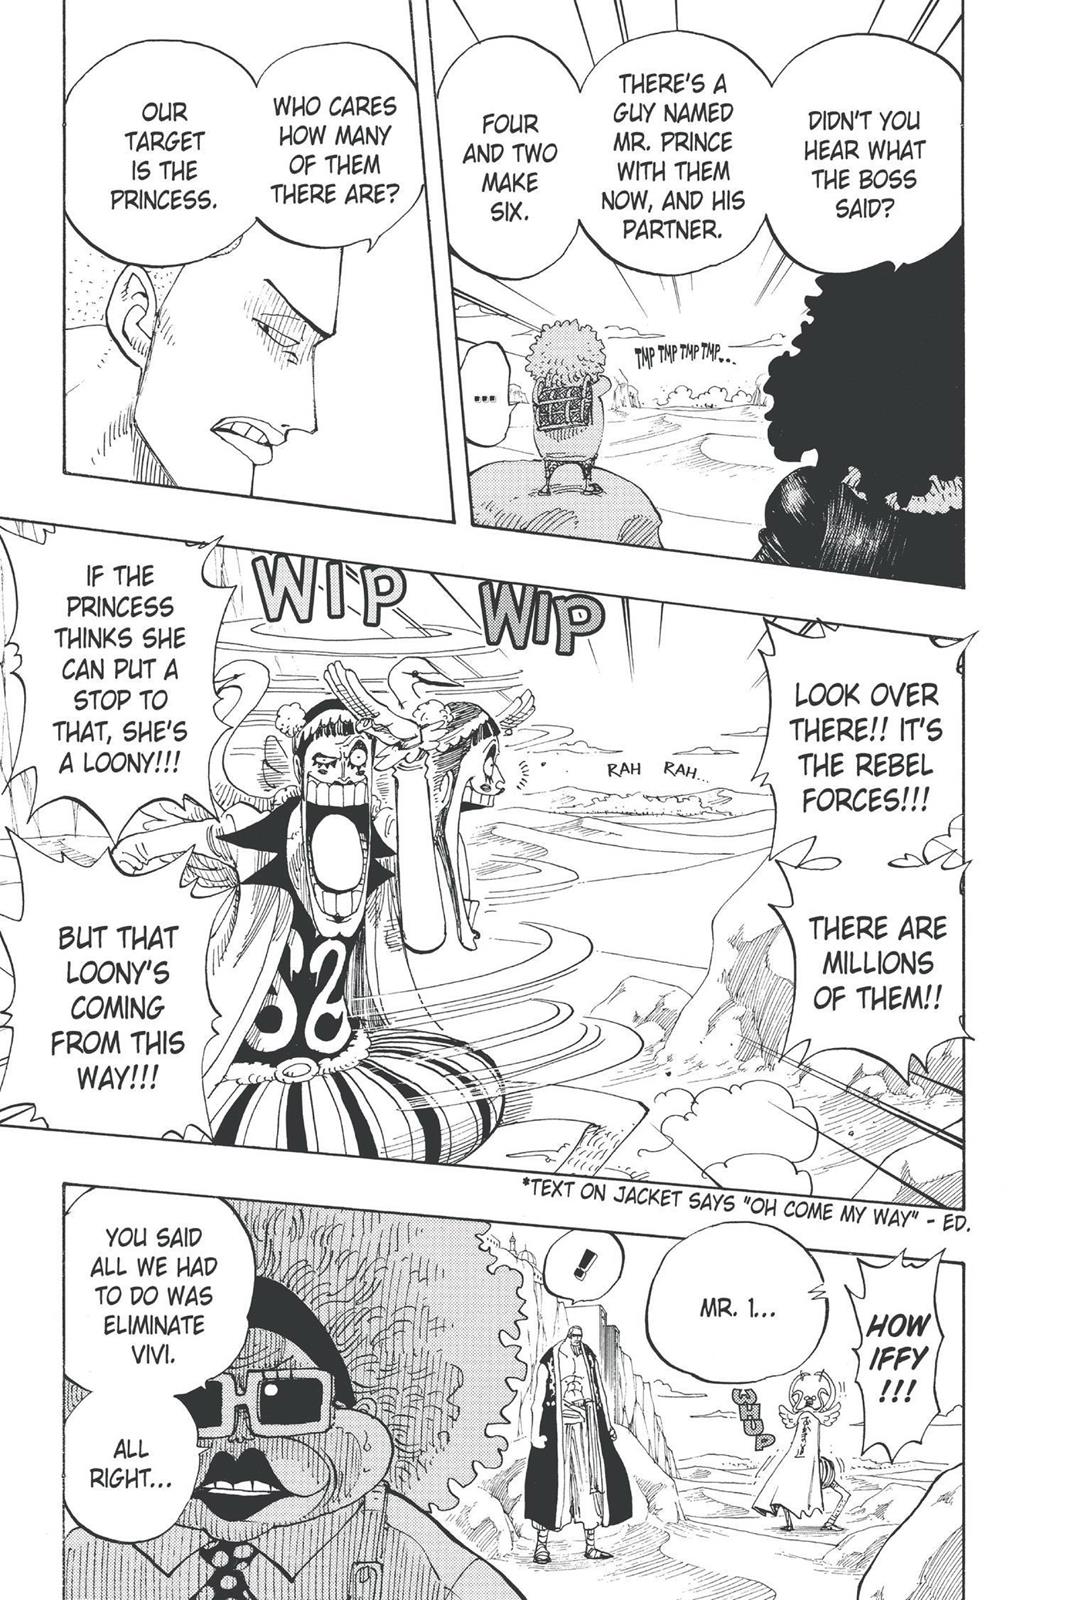 DIDN'T YOU
HEAR WHAT
THE BOSS
SAID?
THERE'S A
GUY NAMED
MR. PRINCE
WITH THEM
NOW, AND HIS
PARTNER.
FOUR
AND TWO
MAKE
SIX.
TMP TMP TMP TMP...
...
WHO CARES
HOW MANY
OF THEM
THERE ARE?
OUR
TARGET
IS THE
PRINCESS.
LOOK OVER
THERE!! IT'S
THE REBEL
FORCES!!!
THERE ARE
MILLIONS
OF THEM!!
RAH RAH...
WIP
WIP
IF THE
PRINCESS
THINKS SHE
CAN PUT A
STOP TO
THAT, SHE'S
A LOONY!!!
BUT THAT
LOONY'S
COMING
FROM THIS
WAY!!!
*TEXT ON JACKET SAYS "OH COME MY WAY" - ED.
HOW
IFFY
!!!
WHUP
MR. 1...
!
YOU SAID
ALL WE HAD
TO DO WAS
ELIMINATE
VIVI.
ALL
RIGHT...